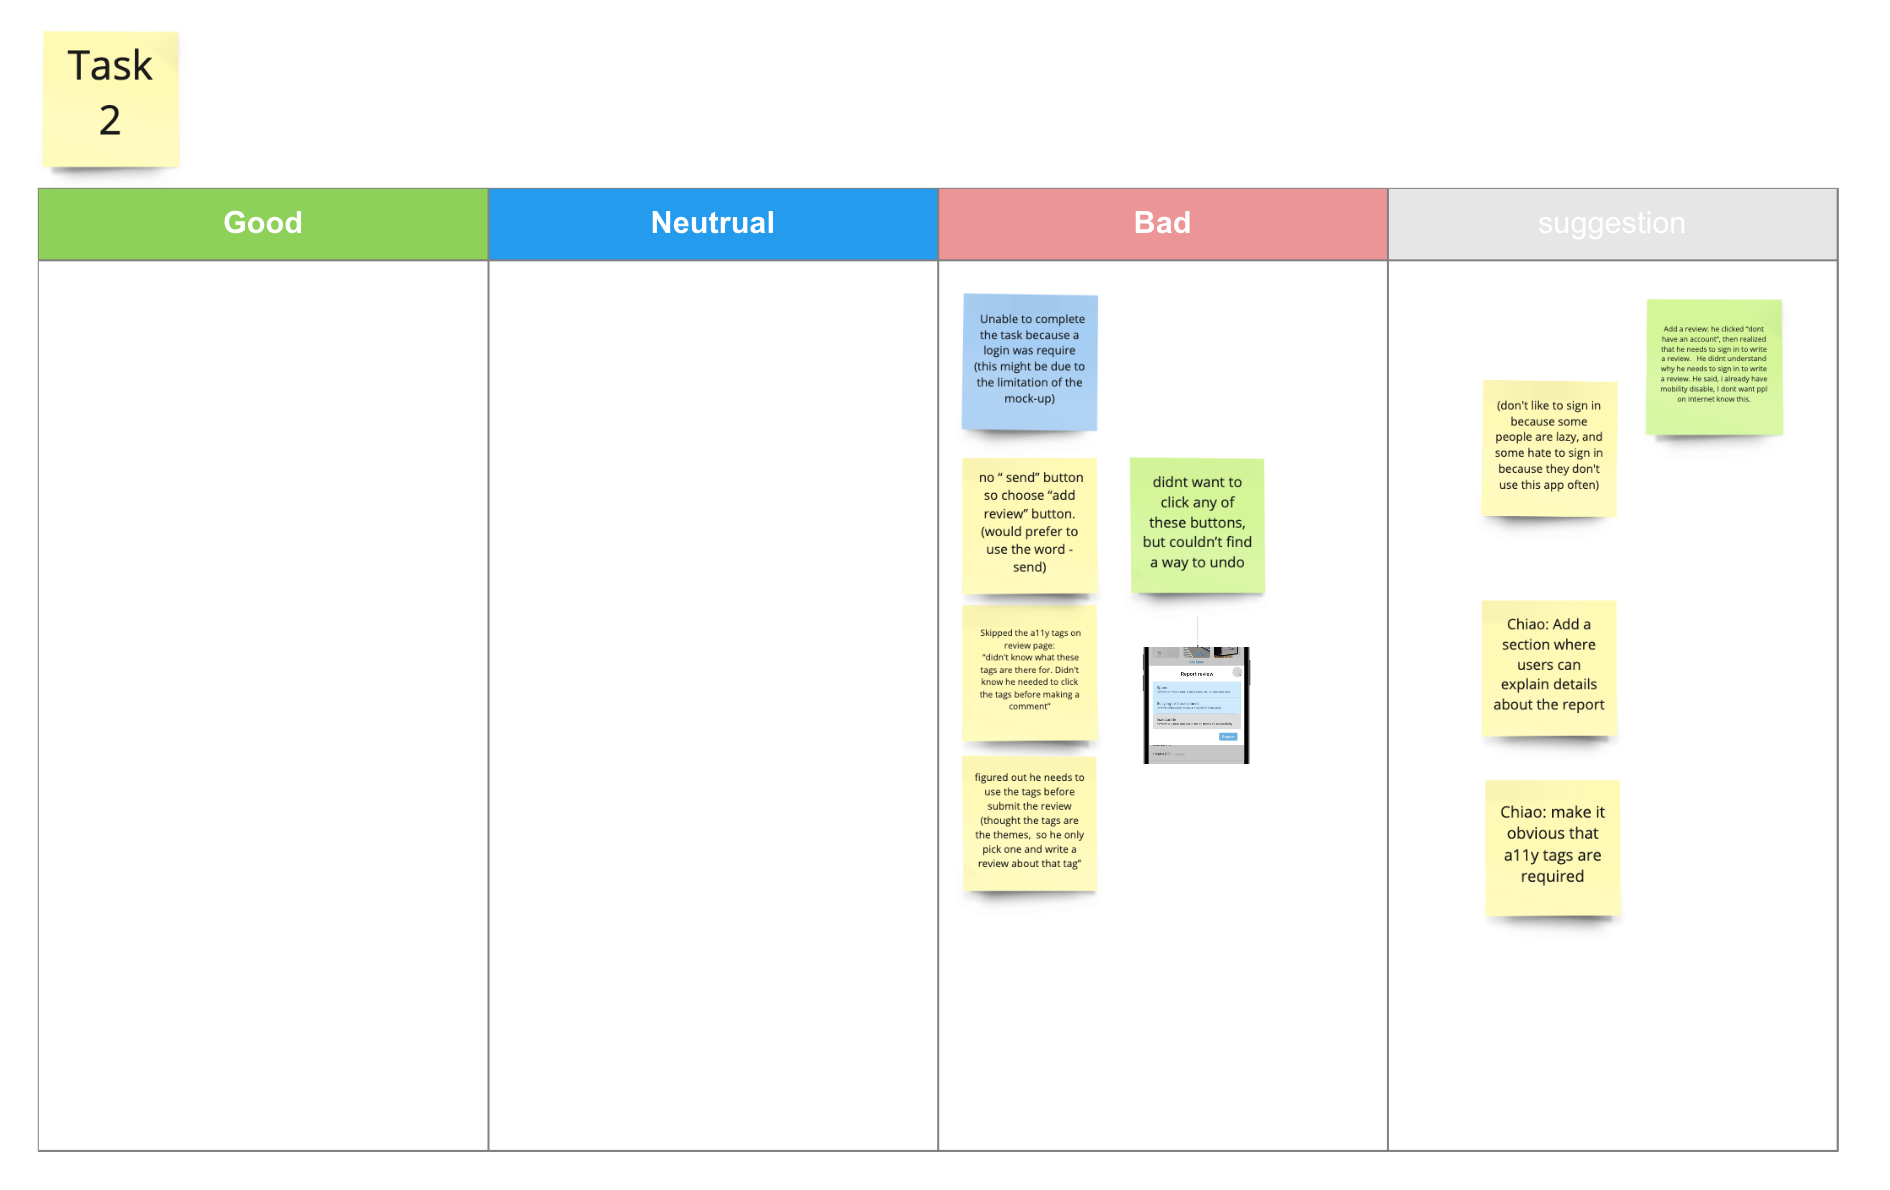 Task
2
Good
Neutrual
Bad
suggestion
Unable to complete
the task because a
login was require
(this might be due to
the limitation of the
mock-up)
no “ send” button
so choose “add
review” button.
(would prefer to
use the word -
send)
didnt want to
click any of
these buttons,
but couldn’t find
a way to undo
Skipped the a11y tags on
review page:
“didn't know what these
tags are there for. Didn't
know he needed to click
the tags before making a
comment”
Report review
Spam
Bullying or harassment
Inaccurate
Report
figured out he needs to
use the tags before
submit the review
(thought the tags are
the themes, so he only
pick one and write a
review about that tag”
Add a review: he clicked “dont
have an account”, then realized
that he needs to sign in to write
a review. He didnt understand
why he needs to sign in to write
a review. He said, i already have
mobility disable, I dont want ppl
on internet know this.
(don't like to sign in
because some
people are lazy, and
some hate to sign in
because they don't
use this app often)
Chiao: Add a
section where
users can
explain details
about the report
Chiao: make it
obvious that
a11y tags are
required